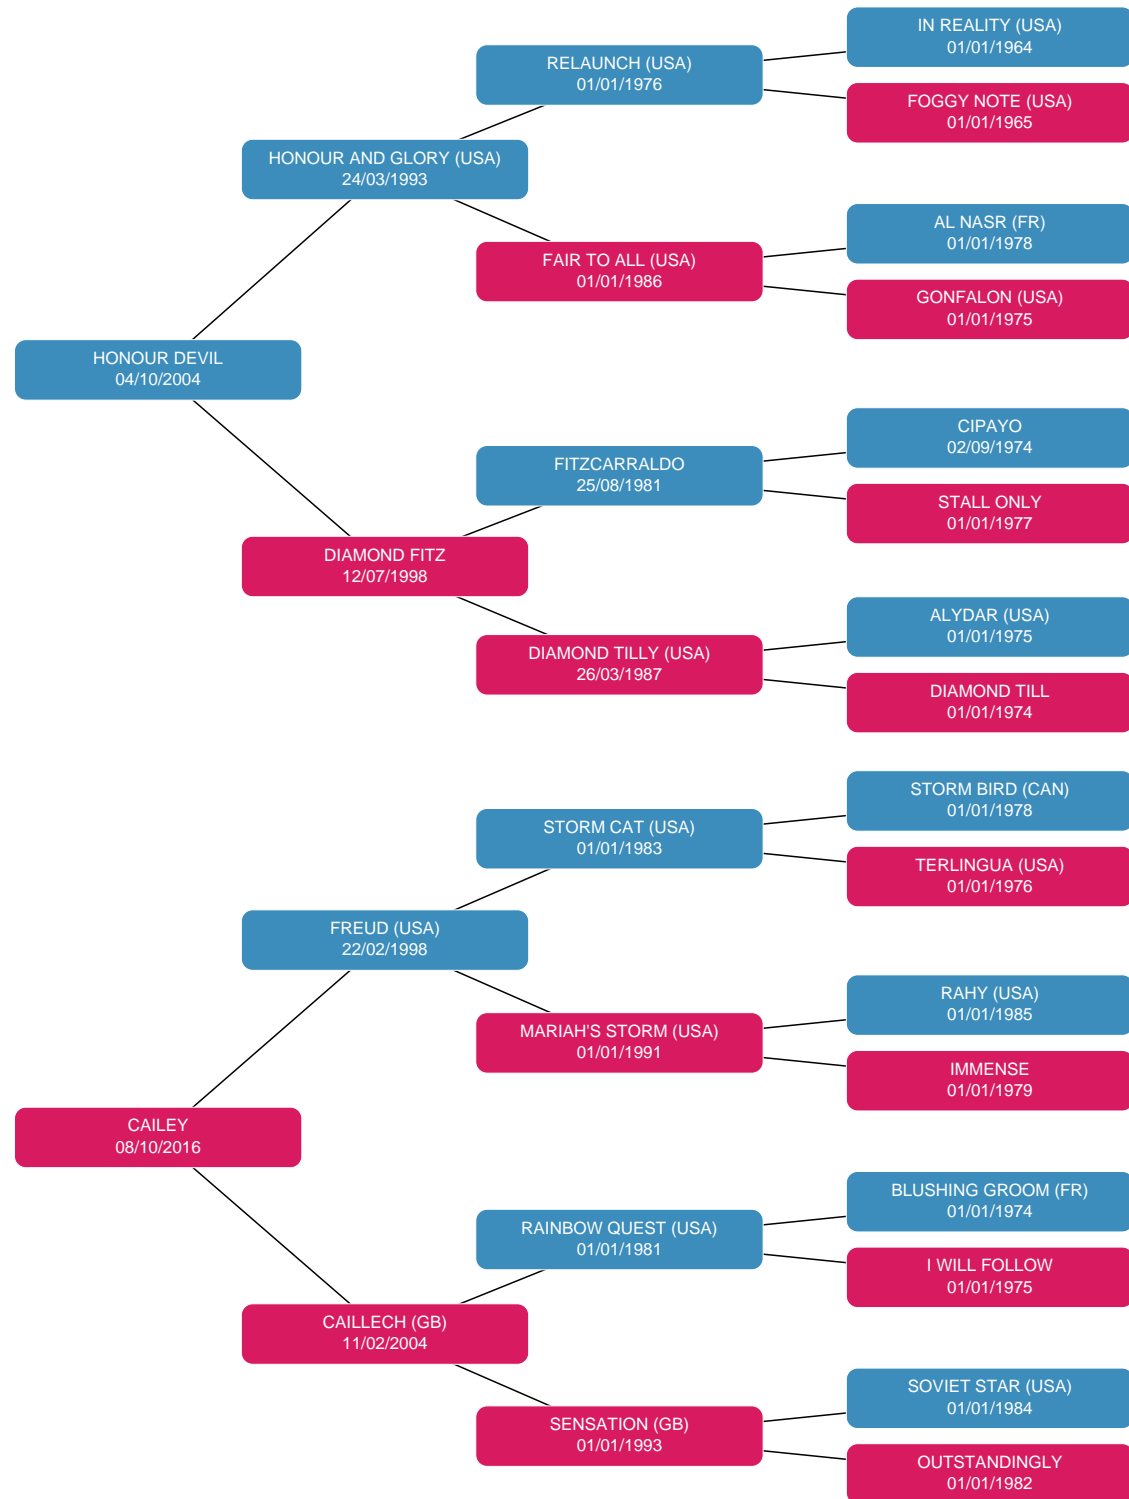 IN REALITY (USA)
01/01/1964
RELAUNCH (USA)
01/01/1976
FOGGY NOTE (USA)
01/01/1965
HONOUR AND GLORY (USA)
24/03/1993
AL NASR (FR)
01/01/1978
FAIR TO ALL (USA)
01/01/1986
GONFALON (USA)
01/01/1975
HONOUR DEVIL
04/10/2004
CIPAYO
02/09/1974
FITZCARRALDO
25/08/1981
STALL ONLY
01/01/1977
DIAMOND FITZ
12/07/1998
ALYDAR (USA)
01/01/1975
DIAMOND TILLY (USA)
26/03/1987
DIAMOND TILL
01/01/1974
STORM BIRD (CAN)
01/01/1978
STORM CAT (USA)
01/01/1983
TERLINGUA (USA)
01/01/1976
FREUD (USA)
22/02/1998
RAHY (USA)
01/01/1985
MARIAH'S STORM (USA)
01/01/1991
IMMENSE
01/01/1979
CAILEY
08/10/2016
BLUSHING GROOM (FR)
01/01/1974
RAINBOW QUEST (USA)
01/01/1981
I WILL FOLLOW
01/01/1975
CAILLECH (GB)
11/02/2004
SOVIET STAR (USA)
01/01/1984
SENSATION (GB)
01/01/1993
OUTSTANDINGLY
01/01/1982